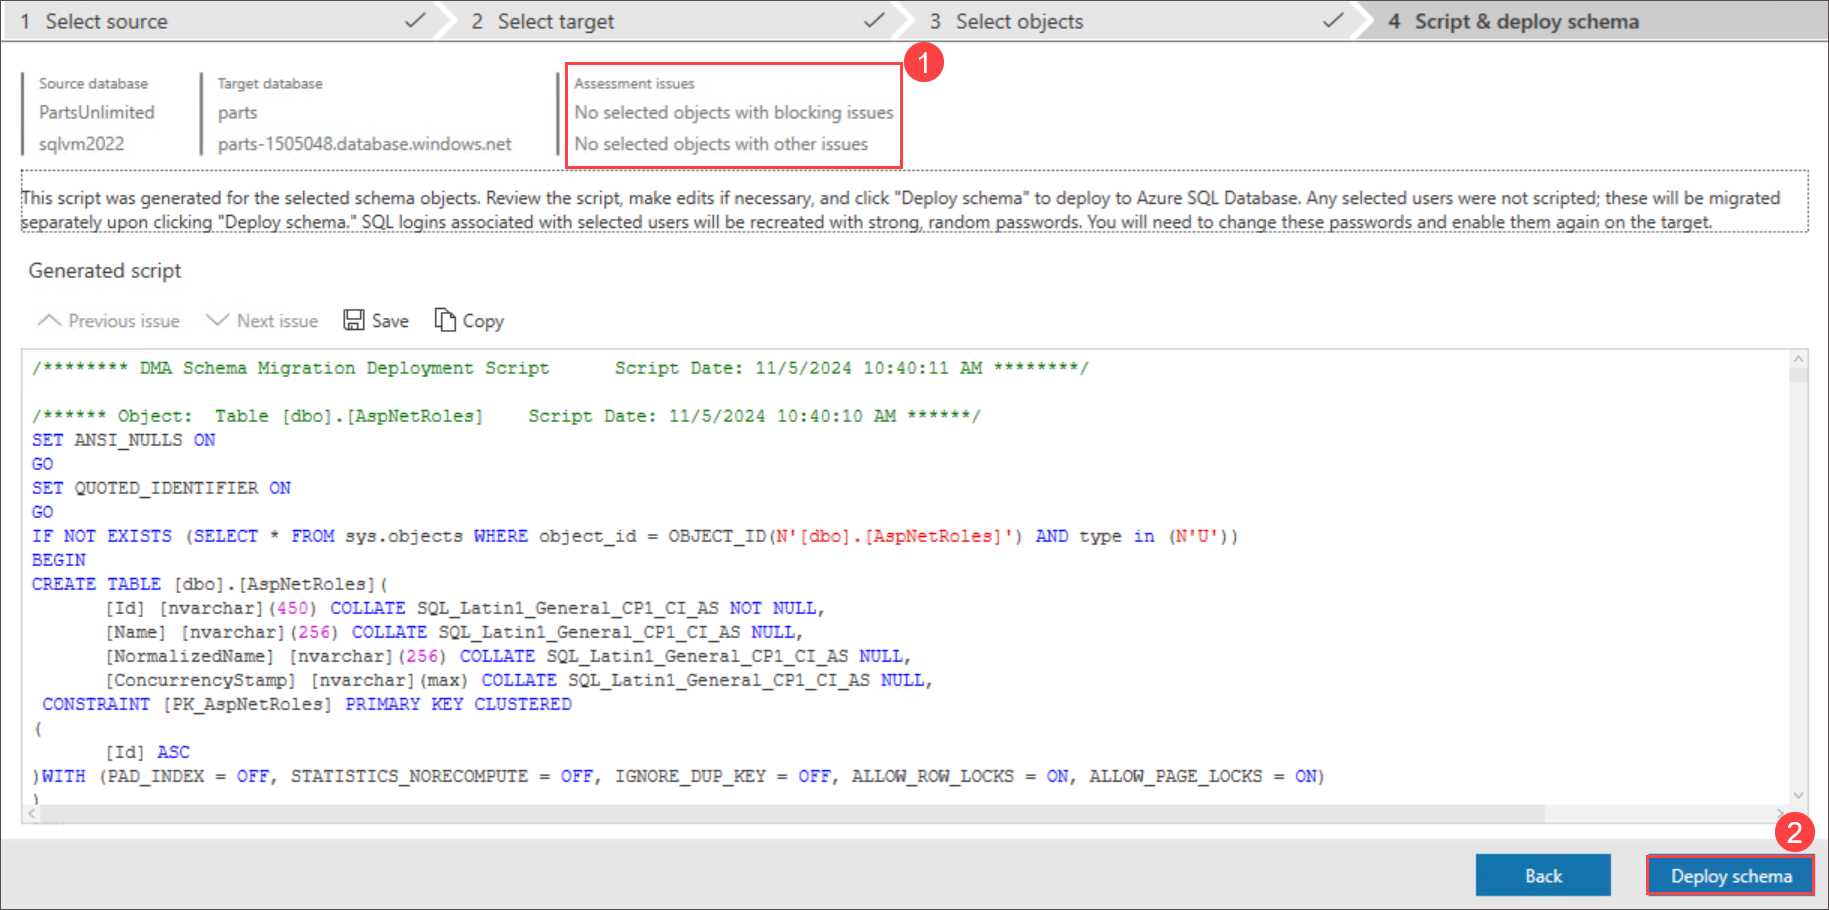 1 Select source
2 Select target
3 Select objects
4 Script & deploy schema
1
Source database
PartsUnlimited
sqlvm2022
Target database
parts
parts-1505048.database.windows.net
Assessment issues
No selected objects with blocking issues
No selected objects with other issues
This script was generated for the selected schema objects. Review the script, make edits if necessary, and click "Deploy schema" to deploy to Azure SQL Database. Any selected users were not scripted; these will be migrated
separately upon clicking "Deploy schema." SQL logins associated with selected users will be recreated with strong, random passwords. You will need to change these passwords and enable them again on the target.
Generated script
Previous issue Next issue Save Copy
/******** DMA Schema Migration Deployment Script      Script Date: 11/5/2024 10:40:11 AM ********/
/****** Object:  Table [dbo].[AspNetRoles]    Script Date: 11/5/2024 10:40:10 AM ******/
SET ANSI_NULLS ON
GO
SET QUOTED_IDENTIFIER ON
GO
IF NOT EXISTS (SELECT * FROM sys.objects WHERE object_id = OBJECT_ID(N'[dbo].[AspNetRoles]') AND type in (N'U'))
BEGIN
CREATE TABLE [dbo].[AspNetRoles](
[Id] [nvarchar](450) COLLATE SQL_Latin1_General_CP1_CI_AS NOT NULL,
[Name] [nvarchar](256) COLLATE SQL_Latin1_General_CP1_CI_AS NULL,
[NormalizedName] [nvarchar](256) COLLATE SQL_Latin1_General_CP1_CI_AS NULL,
[ConcurrencyStamp] [nvarchar](max) COLLATE SQL_Latin1_General_CP1_CI_AS NULL,
CONSTRAINT [PK_AspNetRoles] PRIMARY KEY CLUSTERED
(
[Id] ASC
)WITH (PAD_INDEX = OFF, STATISTICS_NORECOMPUTE = OFF, IGNORE_DUP_KEY = OFF, ALLOW_ROW_LOCKS = ON, ALLOW_PAGE_LOCKS = ON)
)
2
Back
Deploy schema